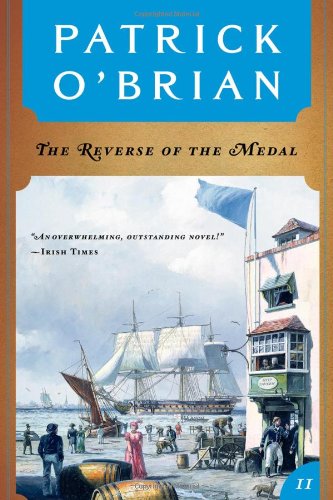 PATRICK
O'BRIAN
THE REVERSE OF THE MEDAL
"AN OVERWHELMING, OUTSTANDING NOVEL!"
—IRISH TIMES
11